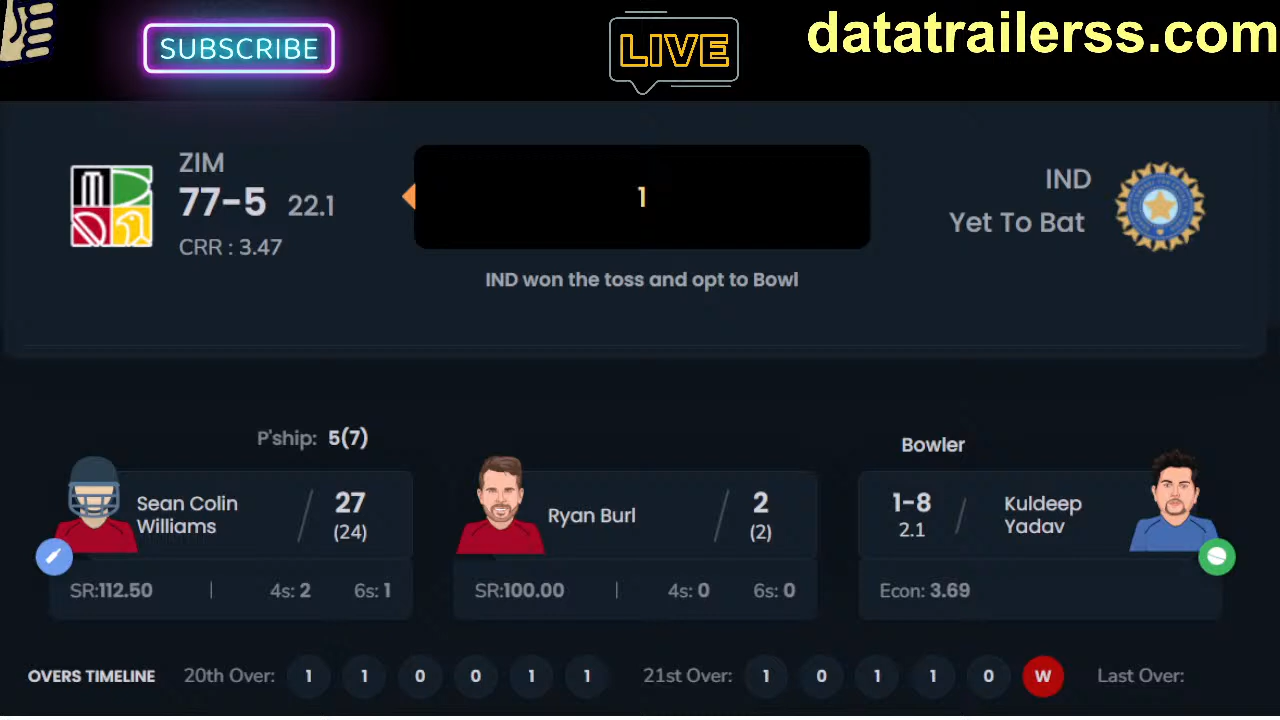 SUBSCRIBE
LIVE
datatrailerss.com
ZIM
77-5 22.1
CRR : 3.47
1
IND won the toss and opt to Bowl
IND
Yet To Bat
P'ship: 5(7)
Sean Colin
Williams
27
(24)
SR:112.50 | 4s: 2 6s: 1
Ryan Burl
2
(2)
SR:100.00 | 4s: 0 6s: 0
Bowler
1-8
2.1
Kuldeep
Yadav
Econ: 3.69
OVERS TIMELINE 20th Over: 1 1 0 0 1 1 21st Over: 1 0 1 1 0 W Last Over: